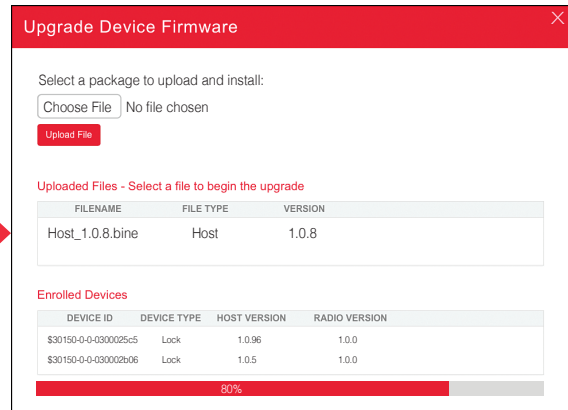 Upgrade Device Firmware
Select a package to upload and install:
Choose File No file chosen
Upload File
Uploaded Files - Select a file to begin the upgrade
FILENAME FILE TYPE VERSION
Host_1.0.8.bine Host 1.0.8
Enrolled Devices
DEVICE ID DEVICE TYPE HOST VERSION RADIO VERSION
$30150-0-0-0300025c5 Lock 1.0.96 1.0.0
$30150-0-0-030002b06 Lock 1.0.5 1.0.0
80%